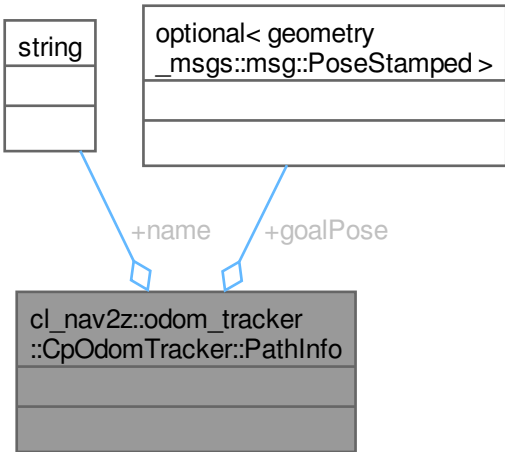 string
optional< geometry
_msgs::msg::PoseStamped >
+name
+goalPose
cl_nav2z::odom_tracker
::CpOdomTracker::PathInfo